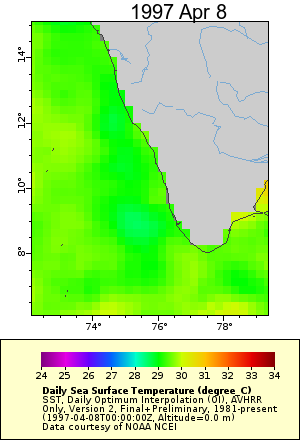 1997 Apr 8
14°
12°
10°
8°
74° 76° 78°
24 25 26 27 28 29 30 31 32 33 34
Daily Sea Surface Temperature (degree_C)
SST, Daily Optimum Interpolation (OI), AVHRR
Only, Version 2, Final+Preliminary, 1981-present
(1997-04-08T00:00:00Z, Altitude=0.0 m)
Data courtesy of NOAA NCEI